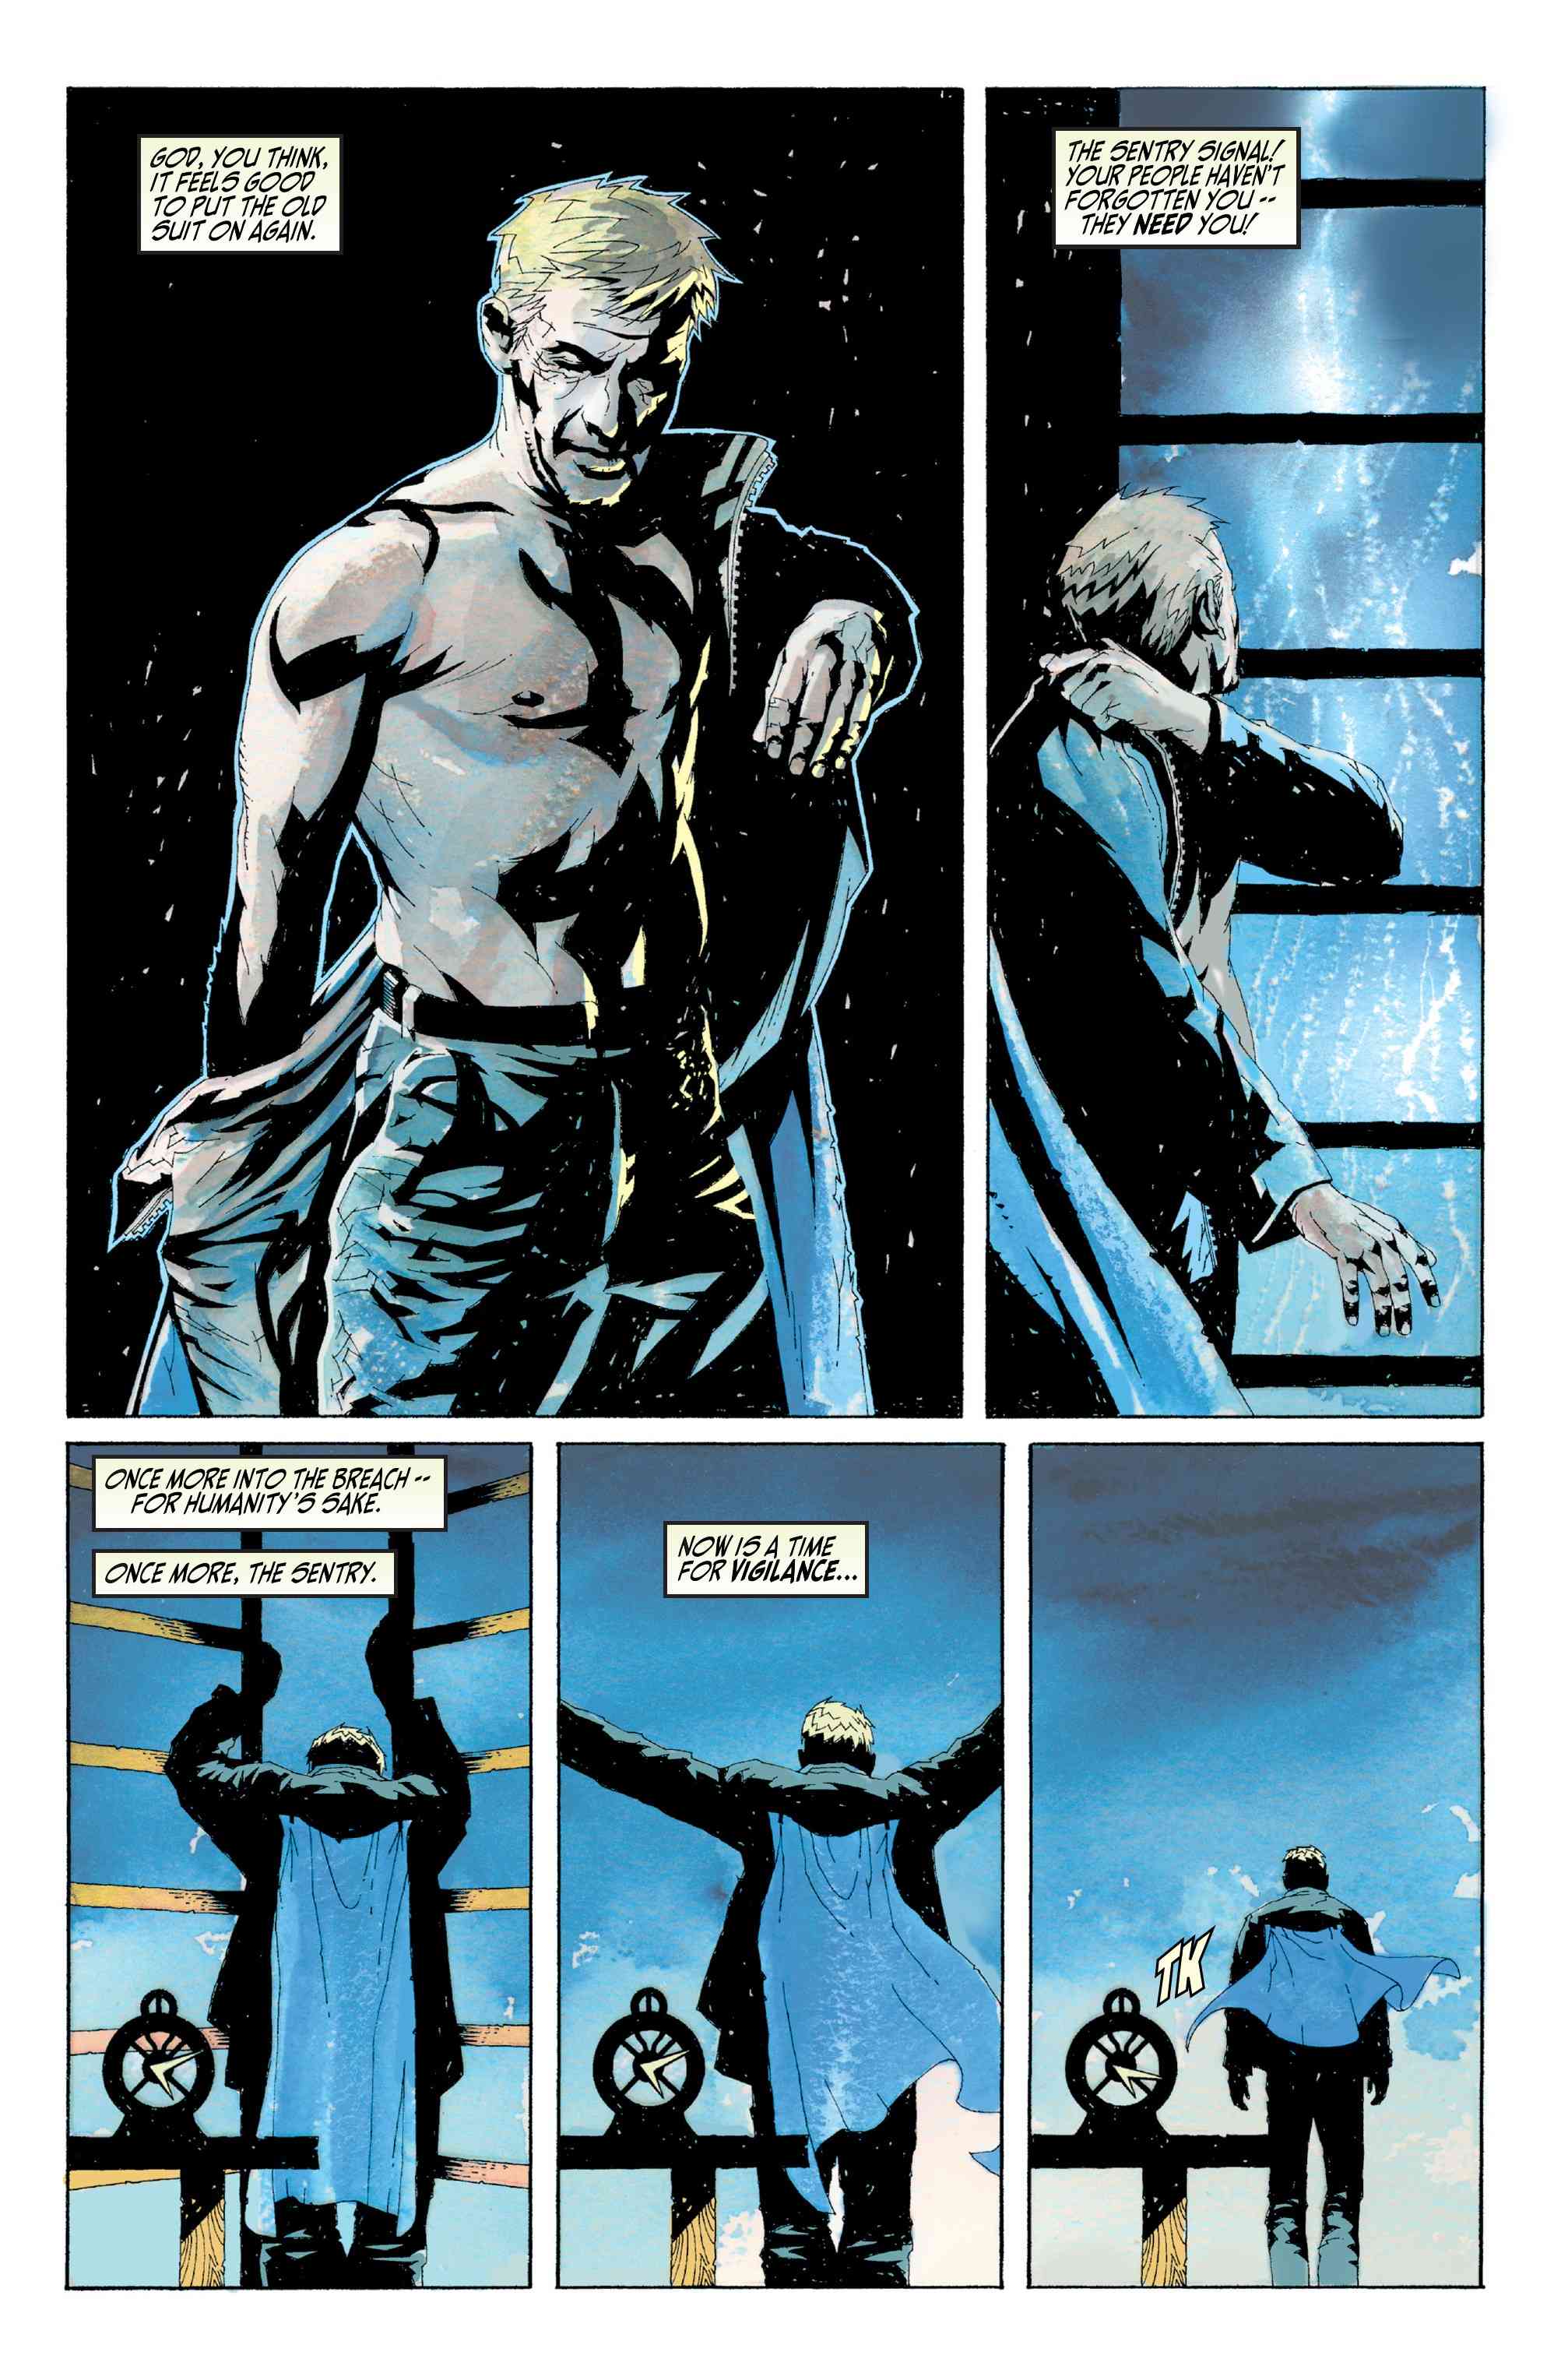 GOD, YOU THINK,
IT FEELS GOOD
TO PUT THE OLD
SUIT ON AGAIN.
THE SENTRY SIGNAL!
YOUR PEOPLE HAVEN'T
FORGOTTEN YOU --
THEY NEED YOU!
ONCE MORE INTO THE BREACH --
FOR HUMANITY'S SAKE.
ONCE MORE, THE SENTRY.
NOW IS A TIME
FOR VIGILANCE...
TK